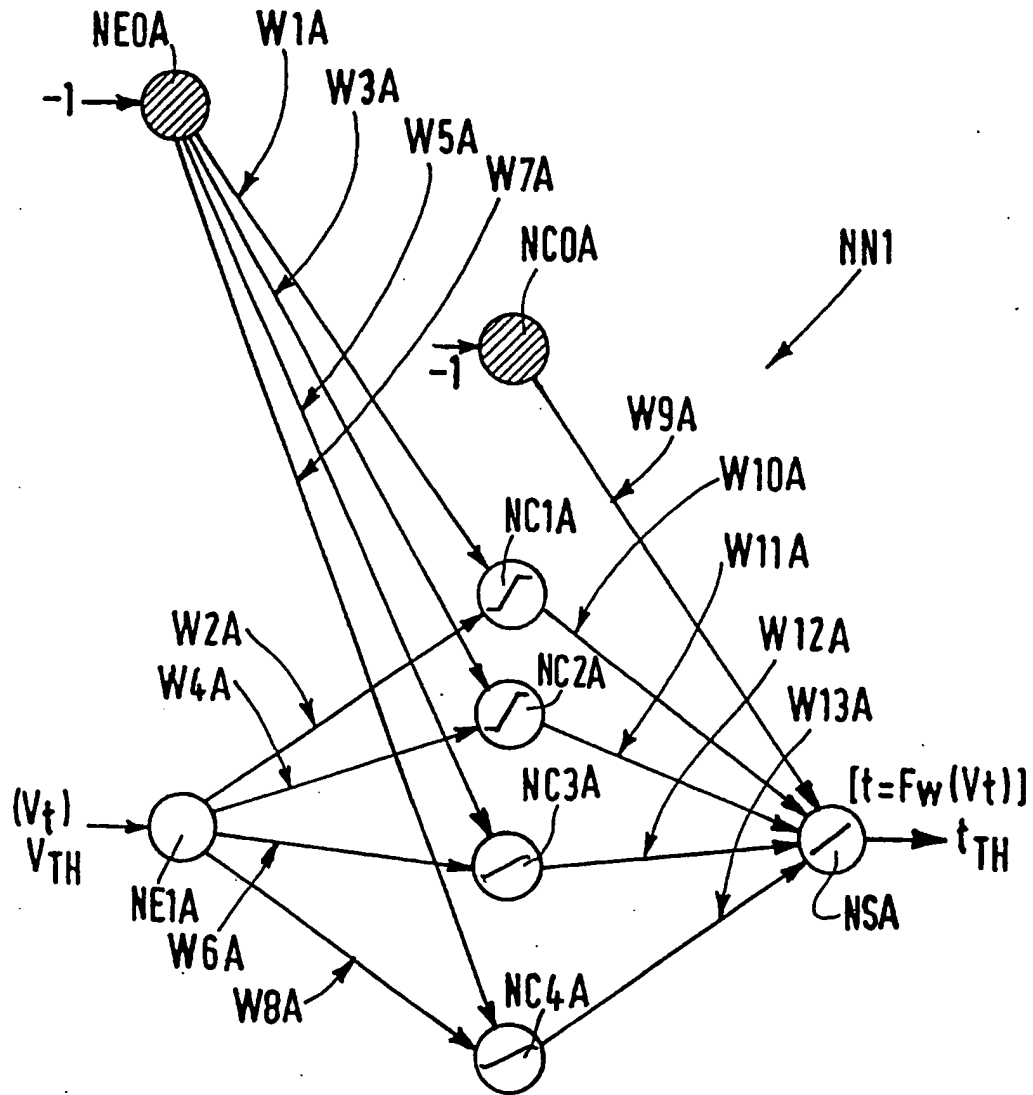 NE0A
W1A
-1
W3A
W5A
W7A
NC0A
NN1
-1
W9A
W10A
NC1A
W11A
W2A
W12A
W4A
NC2A
W13A
(Vt)
VTH
NC3A
[t=Fw(Vt)]
tTH
NE1A
NSA
W6A
W8A
NC4A